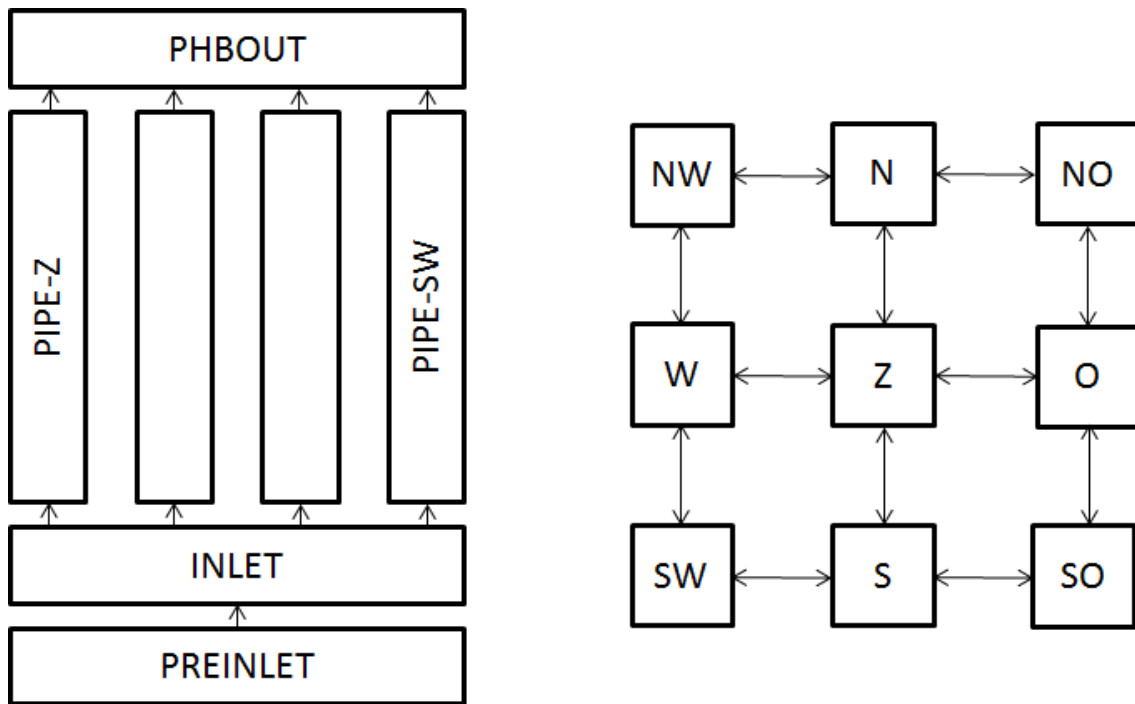 PHBOUT
PIPE-Z
PIPE-SW
INLET
PREINLET
NW N NO
W Z O
SW S SO